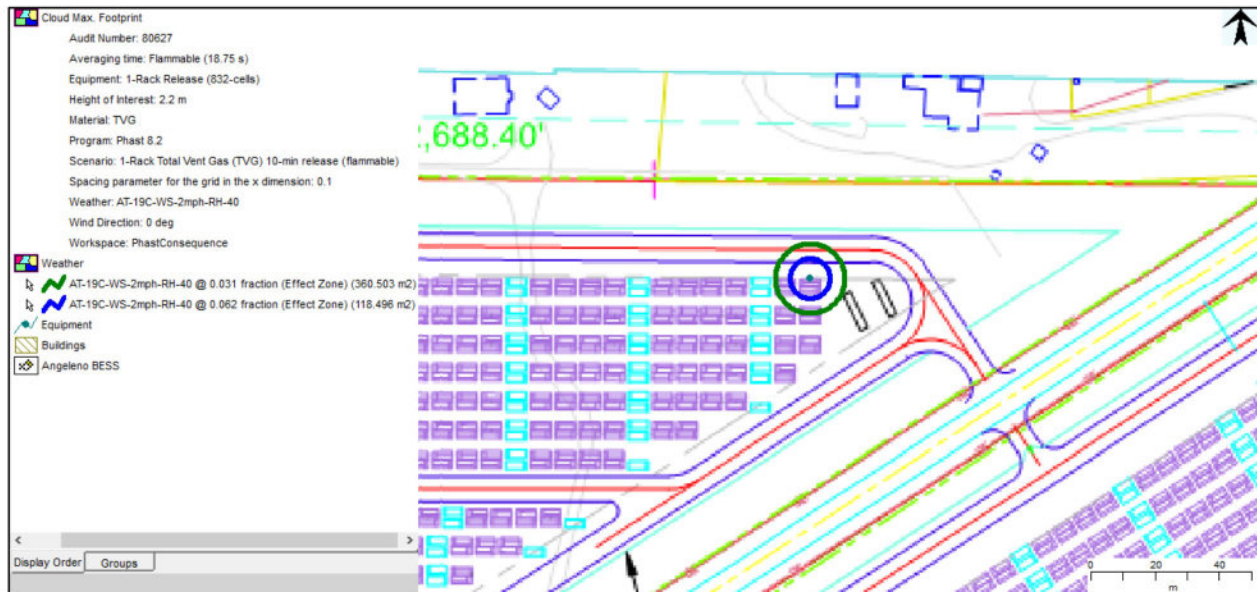 Cloud Max. Footprint
Audit Number: 80627
Averaging time: Flammable (18.75 s)
Equipment: 1-Rack Release (832-cells)
Height of Interest: 2.2 m
Material: TVG
Program: Phast 8.2
Scenario: 1-Rack Total Vent Gas (TVG) 10-min release (flammable)
Spacing parameter for the grid in the x dimension: 0.1
Weather: AT-19C-WS-2mph-RH-40
Wind Direction: 0 deg
Workspace: PhastConsequence
Weather
AT-19C-WS-2mph-RH-40 @ 0.031 fraction (Effect Zone) (360.503 m2)
AT-19C-WS-2mph-RH-40 @ 0.062 fraction (Effect Zone) (118.496 m2)
Equipment
Buildings
Angeleno BESS
Display Order Groups
,688.40'
0 20 40
m